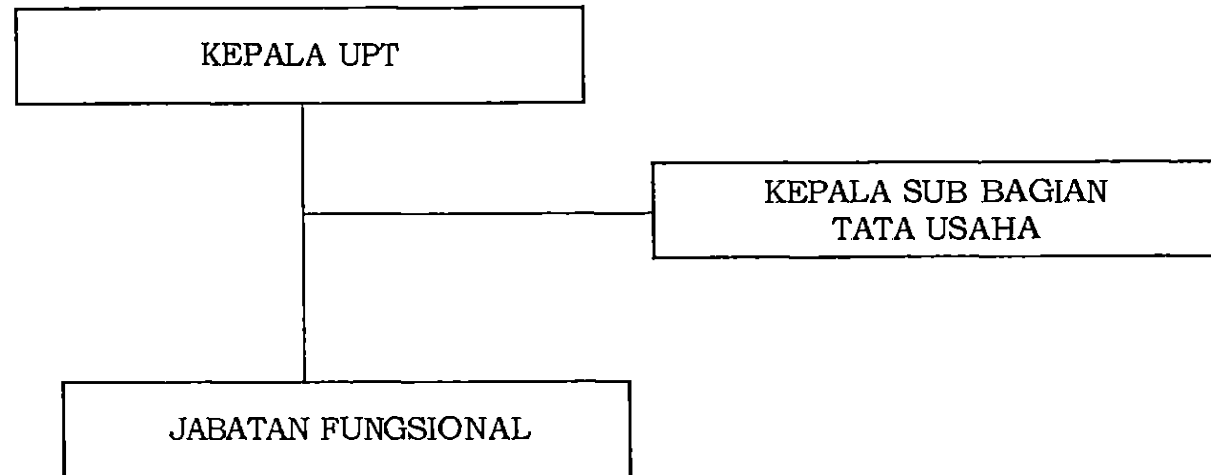 KEPALA UPT
KEPALA SUB BAGIAN
TATA USAHA
JABATAN FUNGSIONAL